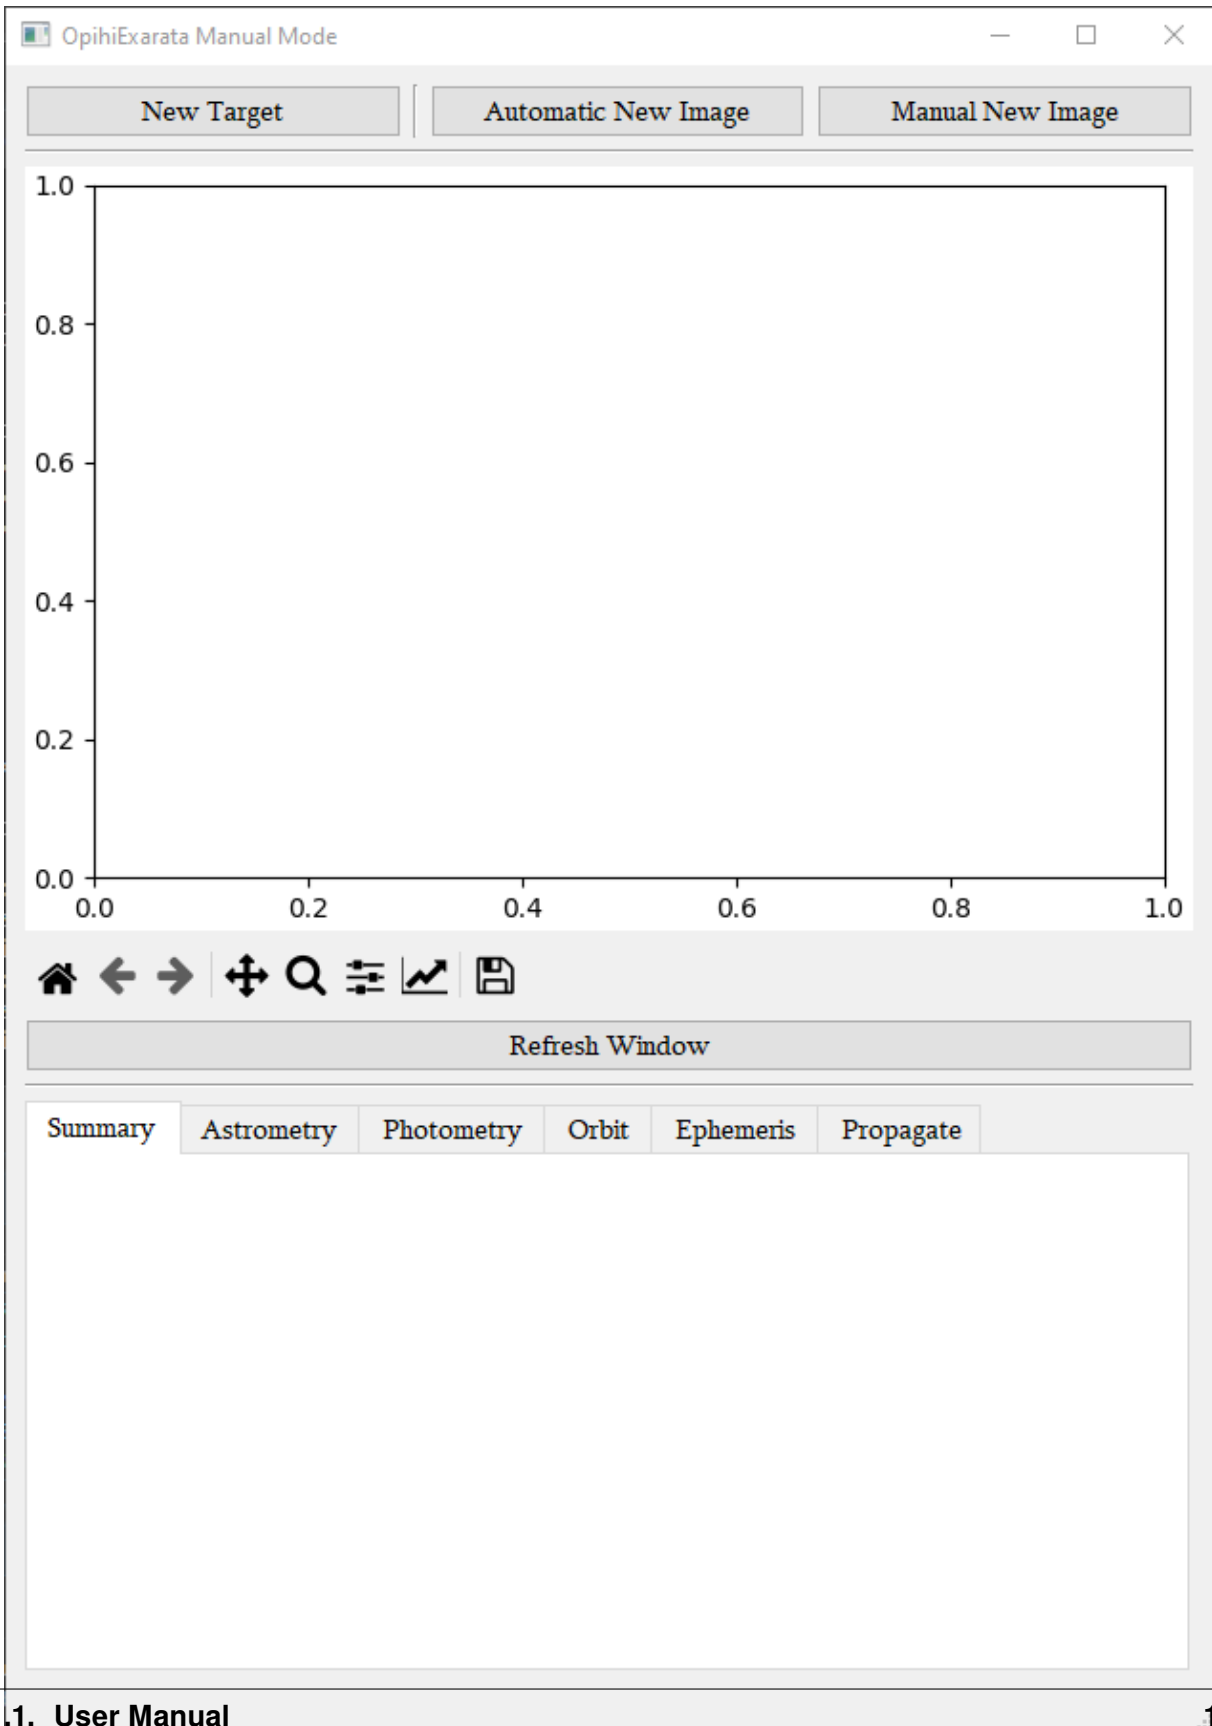 OpihiExarata Manual Mode
New Target Automatic New Image Manual New Image
1.0
0.8
0.6
0.4
0.2
0.0
0.0 0.2 0.4 0.6 0.8 1.0
Refresh Window
Summary Astrometry Photometry Orbit Ephemeris Propagate
.1. User Manual 1